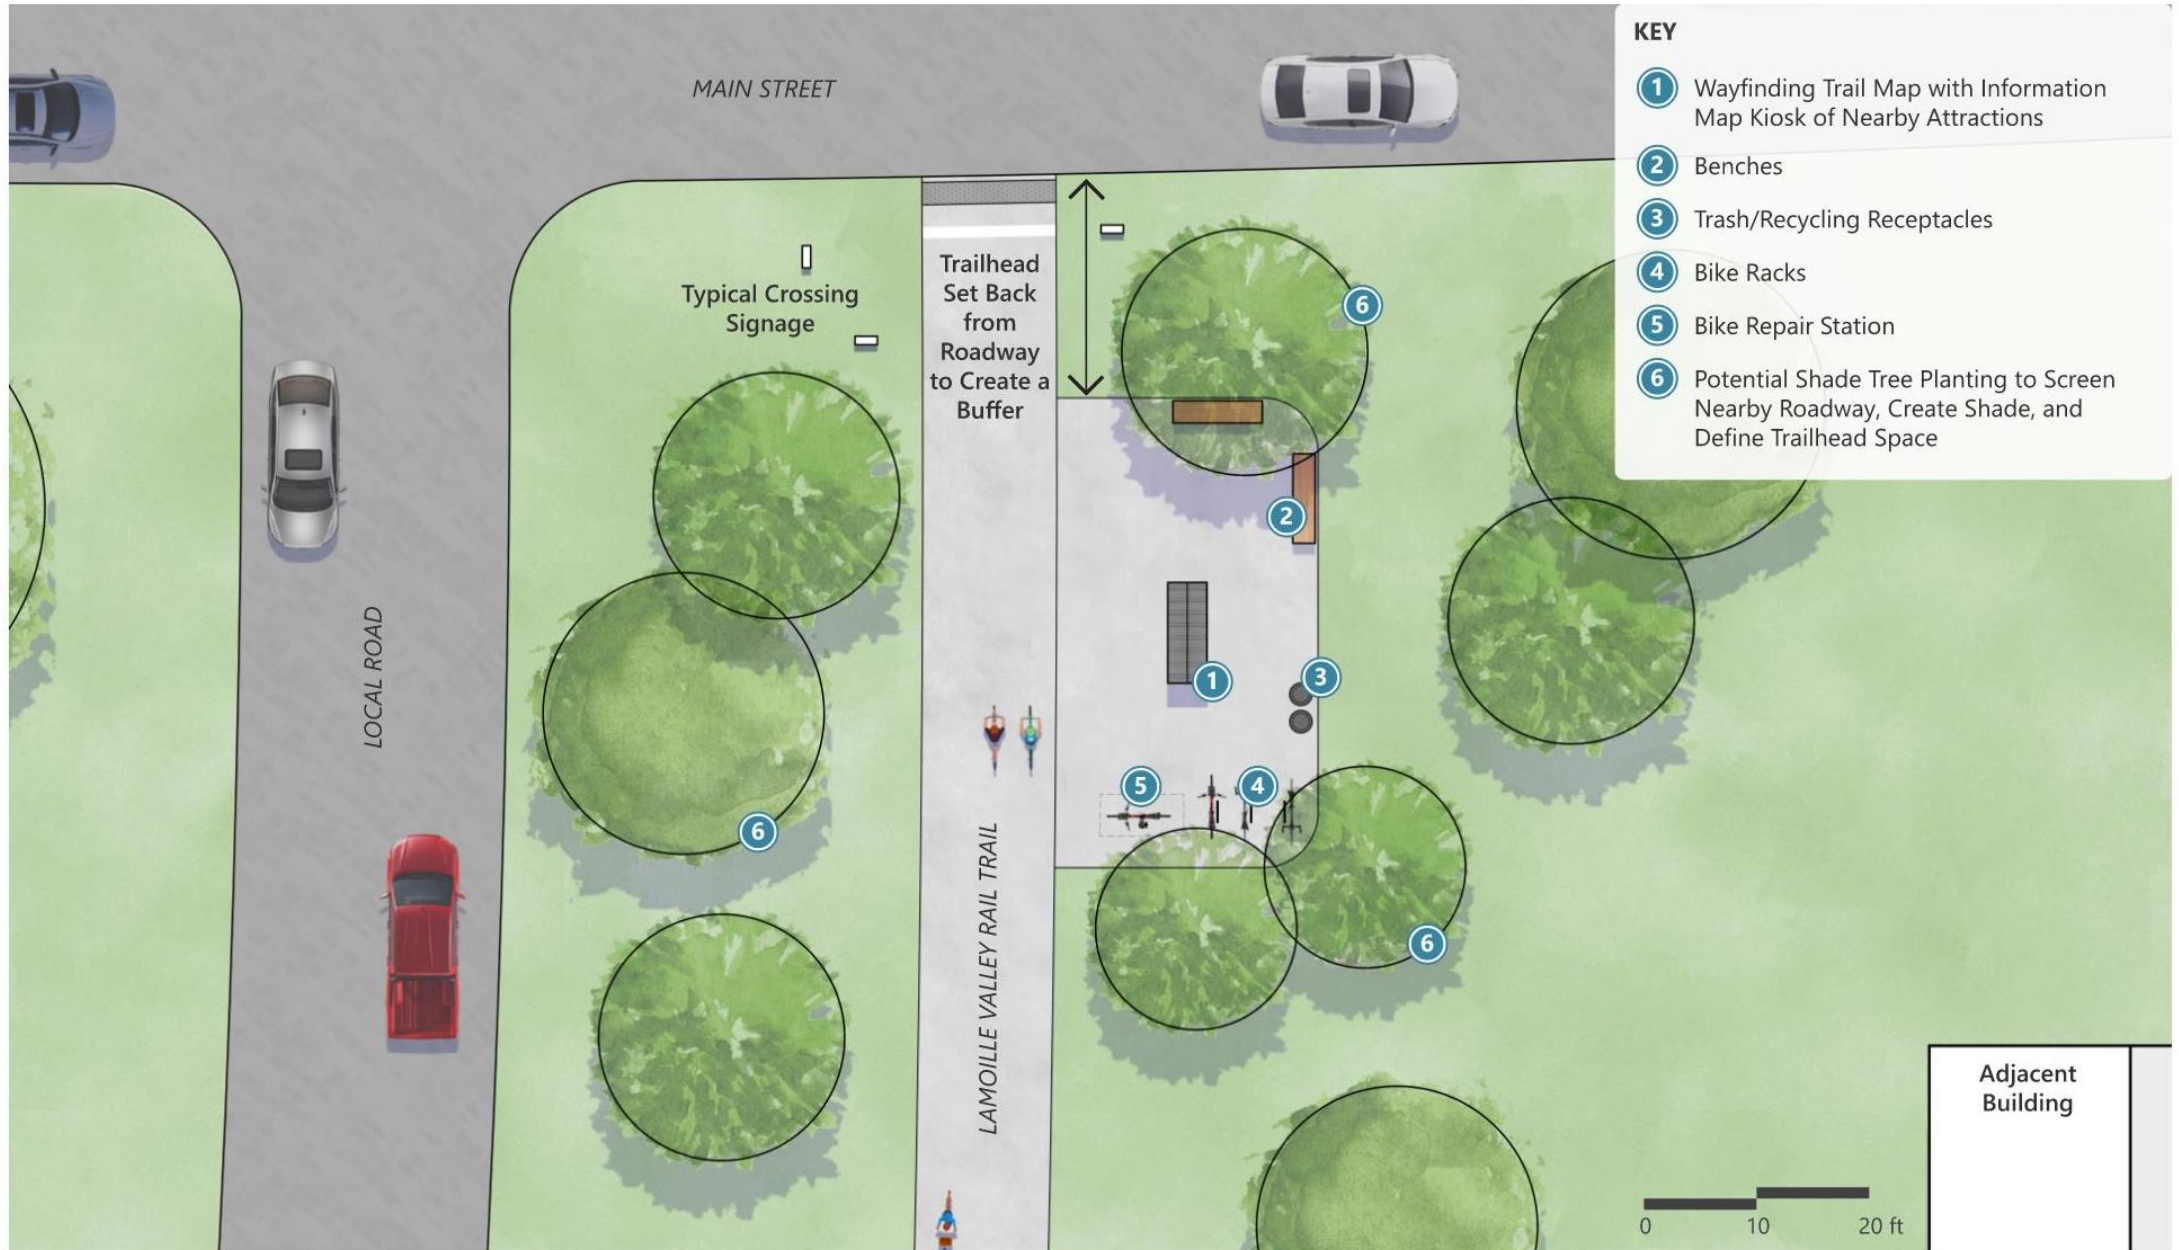 MAIN STREET
KEY
1 Wayfinding Trail Map with Information
Map Kiosk of Nearby Attractions
2 Benches
3 Trash/Recycling Receptacles
4 Bike Racks
5 Bike Repair Station
6 Potential Shade Tree Planting to Screen
Nearby Roadway, Create Shade, and
Define Trailhead Space
Typical Crossing
Signage
Trailhead
Set Back
from
Roadway
to Create a
Buffer
6
2
1
3
5
4
6
6
LOCAL ROAD
LAMOILLE VALLEY RAIL TRAIL
Adjacent
Building
0 10 20 ft